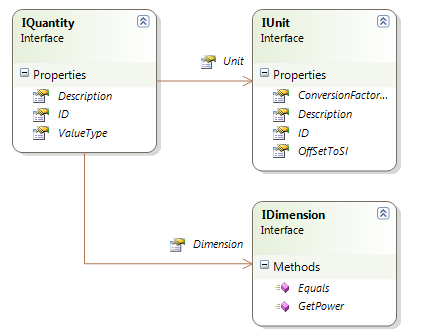 IQuantity
Interface
Properties
Description
ID
ValueType
Unit
IUnit
Interface
Properties
ConversionFactor...
Description
ID
OffSetToSI
Dimension
IDimension
Interface
Methods
Equals
GetPower